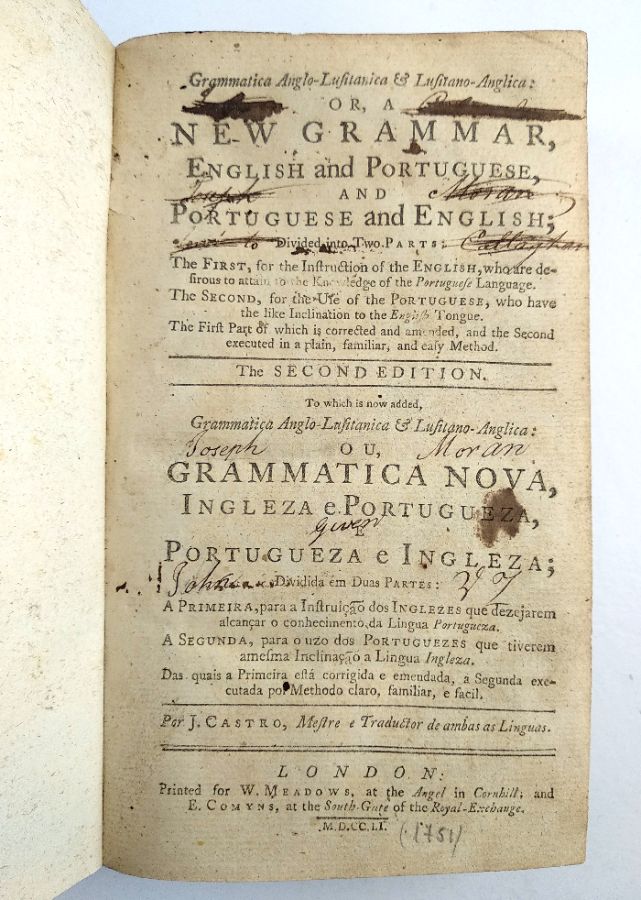 Grammatica Anglo-Lusitanica & Lusitano-Anglica:
OR, A
NEW GRAMMAR,
ENGLISH and PORTUGUESE,
Joseph AND Moran
PORTUGUESE and ENGLISH;
to Divided into Two PARTS: Callaghan
The FIRST, for the Inſtruction of the ENGLISH, who are de-
ſirous to attain to the Knowledge of the Portugueſe Language.
The SECOND, for the Uſe of the PORTUGUESE, who have
the like Inclination to the Engliſh Tongue.
The Firſt Part of which is corrected and amended, and the Second
executed in a plain, familiar, and eaſy Method.
The SECOND EDITION.
To which is now added,
Grammatica Anglo-Luſitanica & Luſitano-Anglica:
Joseph OU, Moran
GRAMMATICA NOVA,
INGLEZA e PORTUGUEZA,
Given
E
PORTUGUEZA e INGLEZA;
John Dividida em Duas PARTES:
A PRIMEIRA, para a Inſtruição dos INGLEZES que dezejarem
alcançar o conhecimento da Lingua Portugueza.
A SEGUNDA, para o uzo dos PORTUGUEZES que tiverem
ameſma Inclinação a Lingua Ingleza.
Das quais a Primeira eſtá corrigida e emendada, a Segunda exe-
cutada por Methodo claro, familiar, e facil.
Por J. CASTRO, Meſtre e Traductor de ambas as Linguas.
LONDON:
Printed for W. MEADOWS, at the Angel in Cornhill; and
E. COMYNS, at the South-Gate of the Royal-Exchange.
M.DCC.LI. (1751)